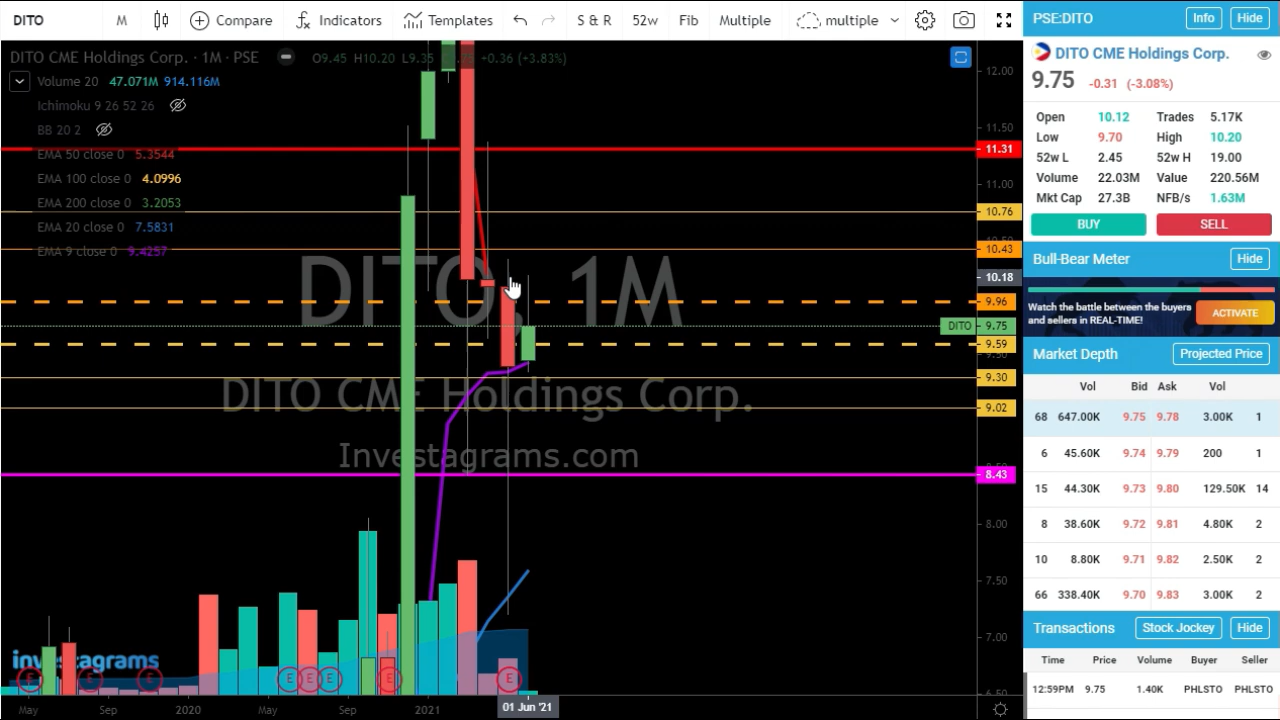 DITO M Compare Indicators Templates S & R 52w Fib Multiple multiple
DITO CME Holdings Corp. · 1M · PSE O9.45 H10.20 L9.35 +0.36 (+3.83%)
Volume 20 47.071M 914.116M
Ichimoku 9 26 52 26
BB 20 2
EMA 50 close 0 5.3544
EMA 100 close 0 4.0996
EMA 200 close 0 3.2053
EMA 20 close 0 7.5831
EMA 9 close 0 9.4257
DITO, 1M
DITO CME Holdings Corp.
Investagrams.com
investagrams
E E E E E E E E
12.00
11.50
11.31
11.00
10.76
10.43
10.18
9.96
DITO 9.75
9.59
9.30
9.02
8.43
8.00
7.50
7.00
6.50
May Sep 2020 May Sep 2021 01 Jun '21
PSE:DITO Info Hide
DITO CME Holdings Corp.
9.75 -0.31 (-3.08%)
Open 10.12 Trades 5.17K
Low 9.70 High 10.20
52w L 2.45 52w H 19.00
Volume 22.03M Value 220.56M
Mkt Cap 27.3B NFB/s 1.63M
BUY SELL
Bull-Bear Meter Hide
Watch the battle between the buyers
and sellers in REAL-TIME!
ACTIVATE
Market Depth Projected Price
Vol Bid Ask Vol
68 647.00K 9.75 9.78 3.00K 1
6 45.60K 9.74 9.79 200 1
15 44.30K 9.73 9.80 129.50K 14
8 38.60K 9.72 9.81 4.80K 2
10 8.80K 9.71 9.82 2.50K 2
66 338.40K 9.70 9.83 3.00K 2
Transactions Stock Jockey Hide
Time Price Volume Buyer Seller
12:59PM 9.75 1.40K PHLSTO PHLSTO